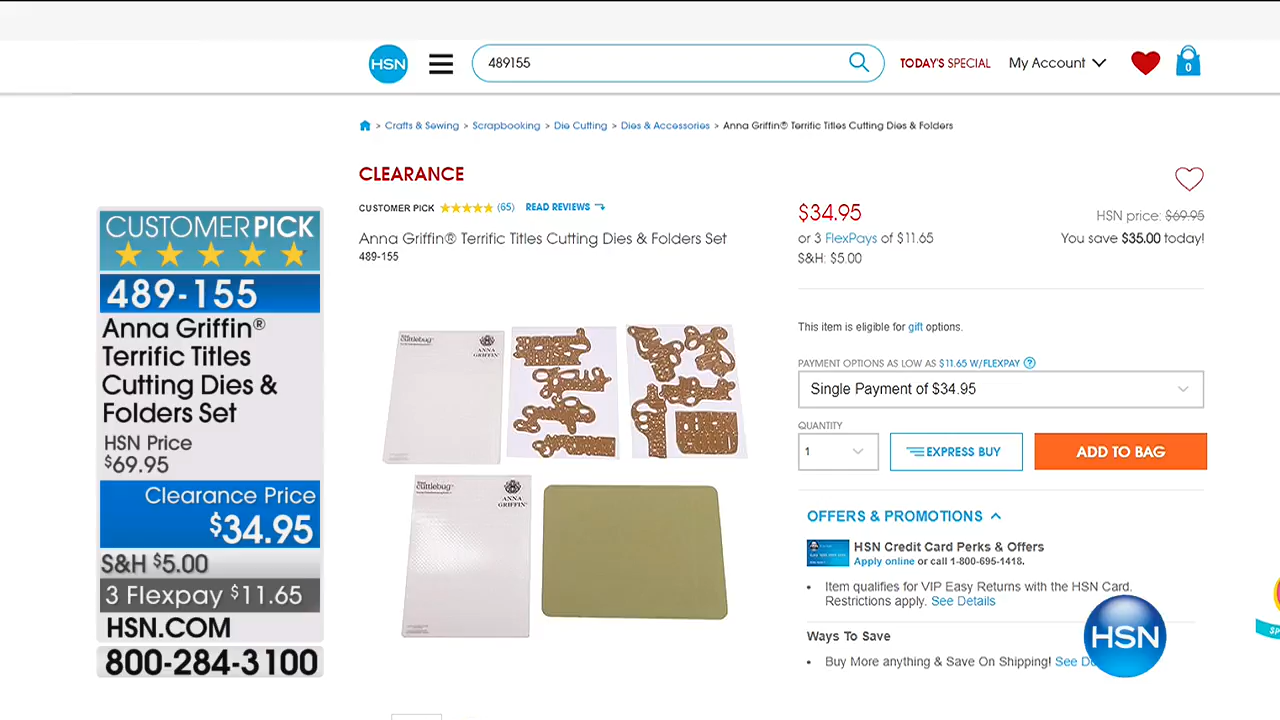 HSN
489155
TODAY'S SPECIAL
My Account
0
> Crafts & Sewing > Scrapbooking > Die Cutting > Dies & Accessories > Anna Griffin® Terrific Titles Cutting Dies & Folders
CLEARANCE
CUSTOMER PICK (65) READ REVIEWS
Anna Griffin® Terrific Titles Cutting Dies & Folders Set
489-155
$34.95
HSN price: $69.95
or 3 FlexPays of $11.65
You save $35.00 today!
S&H: $5.00
This item is eligible for gift options.
PAYMENT OPTIONS AS LOW AS $11.65 W/FLEXPAY ?
Single Payment of $34.95
QUANTITY
1
EXPRESS BUY
ADD TO BAG
OFFERS & PROMOTIONS
HSN Credit Card Perks & Offers
Apply online or call 1-800-695-1418.
• Item qualifies for VIP Easy Returns with the HSN Card.
Restrictions apply. See Details
Ways To Save
• Buy More anything & Save On Shipping! See
HSN
CUSTOMER PICK
489-155
Anna Griffin®
Terrific Titles
Cutting Dies &
Folders Set
HSN Price
$69.95
Clearance Price
$34.95
S&H $5.00
3 Flexpay $11.65
HSN.COM
800-284-3100
cuttlebug
ANNA
GRIFFIN
cuttlebug
ANNA
GRIFFIN